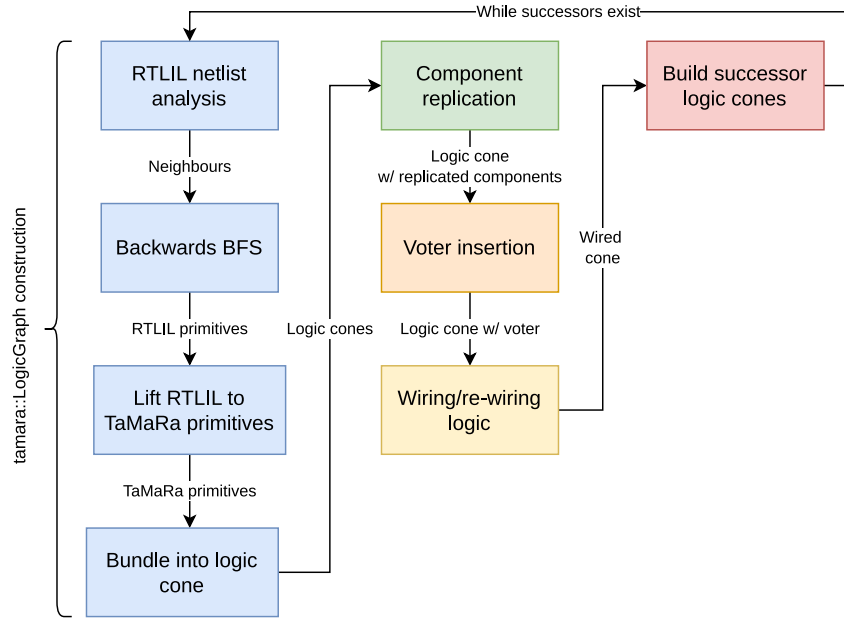 While successors exist
RTLIL netlist
analysis
Component
replication
Build successor
logic cones
Neighbours
Logic cone
w/ replicated components
Backwards BFS
Voter insertion
Wired
cone
tamara::LogicGraph construction
RTLIL primitives
Logic cones
Logic cone w/ voter
Lift RTLIL to
TaMaRa primitives
Wiring/re-wiring
logic
TaMaRa primitives
Bundle into logic
cone